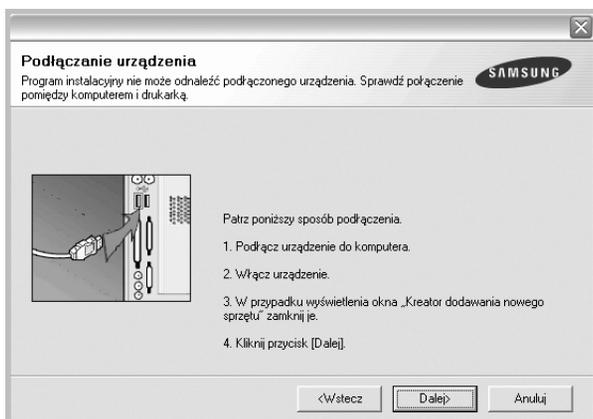 Podłączanie urządzenia
Program instalacyjny nie może odnaleźć podłączonego urządzenia. Sprawdź połączenie
pomiędzy komputerem i drukarką.
SAMSUNG
Patrz poniższy sposób podłączenia.
1. Podłącz urządzenie do komputera.
2. Włącz urządzenie.
3. W przypadku wyświetlenia okna „Kreator dodawania nowego
sprzętu” zamknij je.
4. Kliknij przycisk [Dalej].
<Wstecz
Dalej>
Anuluj